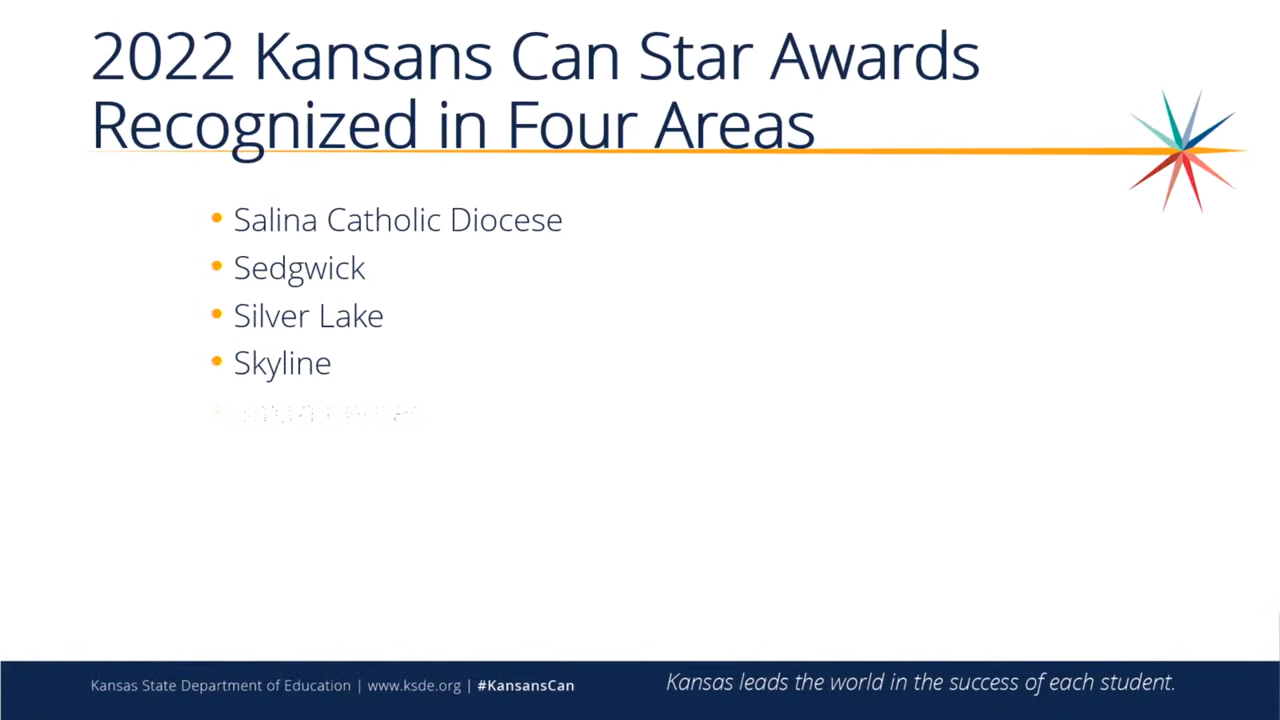 2022 Kansans Can Star Awards
Recognized in Four Areas
• Salina Catholic Diocese
• Sedgwick
• Silver Lake
• Skyline
Kansas State Department of Education | www.ksde.org | #KansansCan
Kansas leads the world in the success of each student.